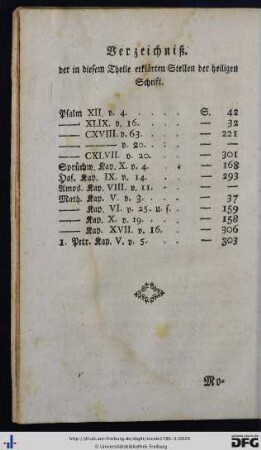 Verzeichniß.
der in diesem Theile erklärten Stellen der heiligen
Schrift.
Psalm XII. v. 4. . . . . S. 42
—— XLIX. v. 16. . . . — 32
—— CXVIII. v. 63. . . . — 221
—— —— v. 20. . . —
—— CXLVII. v. 20. . . — 301
Sprüchw. Kap. X. v. 4. . . — 168
Hos. Kap. IX. v. 14. . . . — 293
Amos. Kap. VIII. v. 11. . . —
Math. Kap. V. v. 3. . . . — 37
—— Kap. VI. v. 25. u. f. . . — 159
—— Kap. X. v. 19. . . . — 158
—— Kap. XVII. v. 16. . . — 306
1. Petr. Kap. V. v. 5. . . . — 303
Mo-
© Universitätsbibliothek Freiburg
DFG